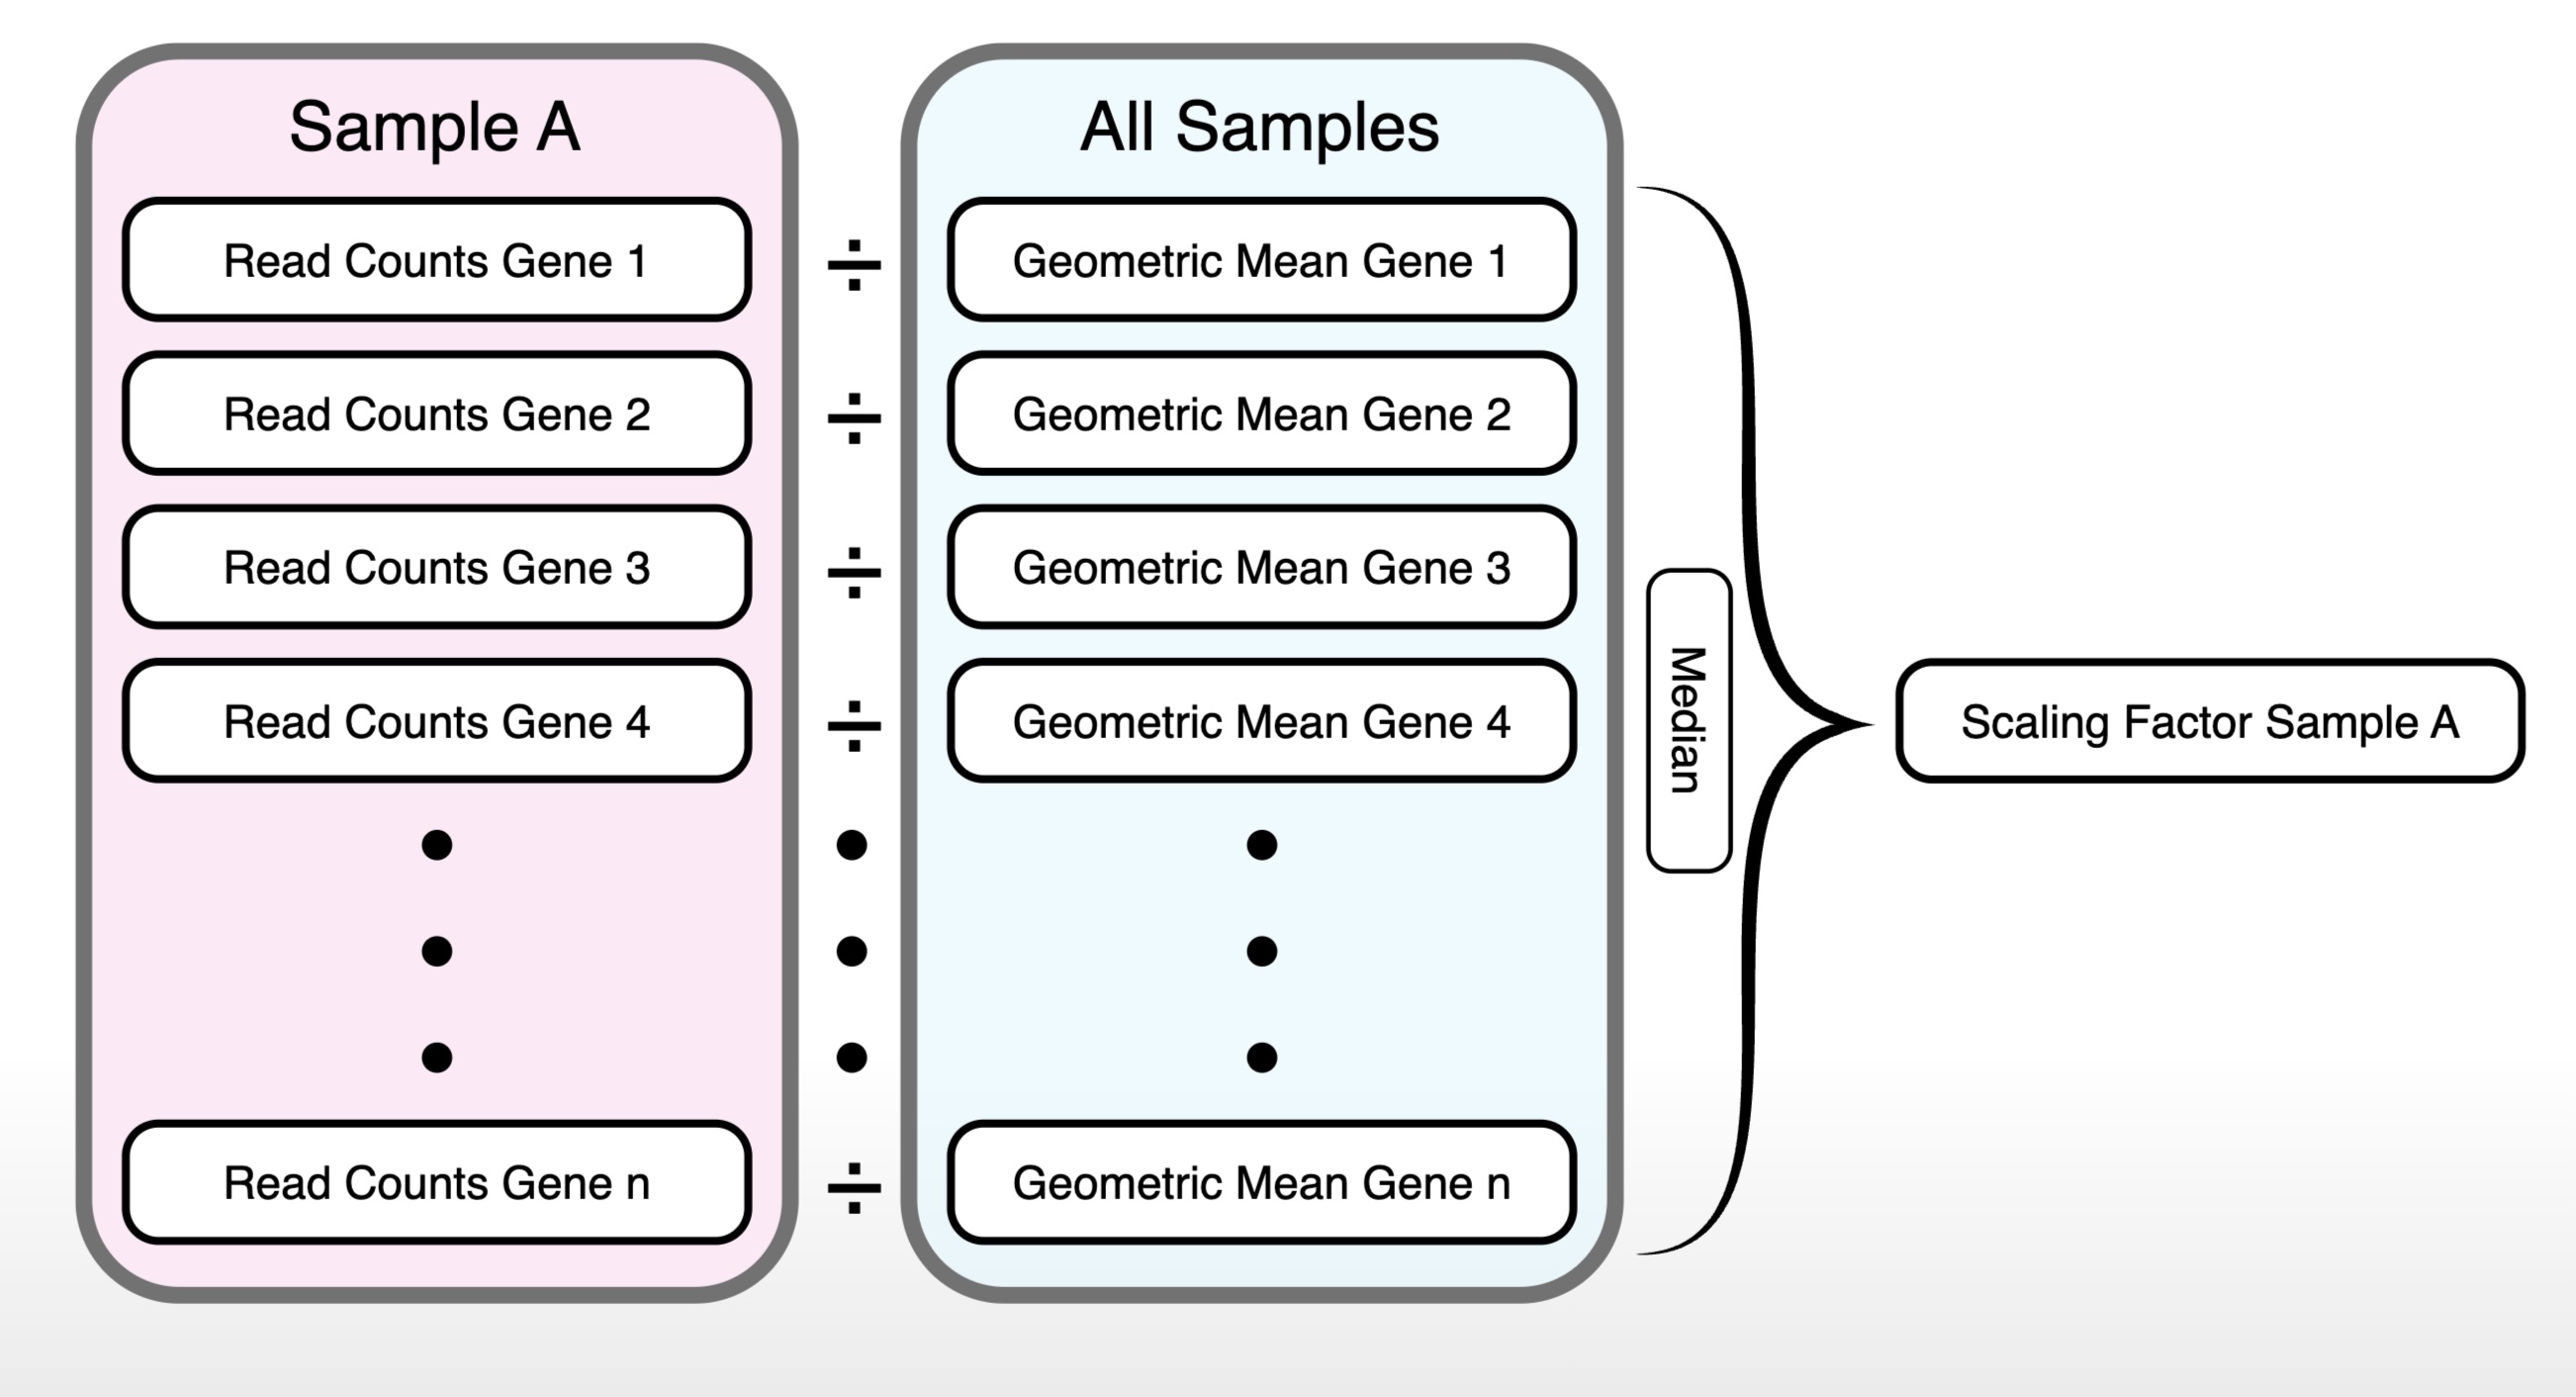 Sample A
All Samples
Read Counts Gene 1
÷
Geometric Mean Gene 1
Read Counts Gene 2
÷
Geometric Mean Gene 2
Read Counts Gene 3
÷
Geometric Mean Gene 3
Read Counts Gene 4
÷
Geometric Mean Gene 4
Read Counts Gene n
÷
Geometric Mean Gene n
Median
Scaling Factor Sample A